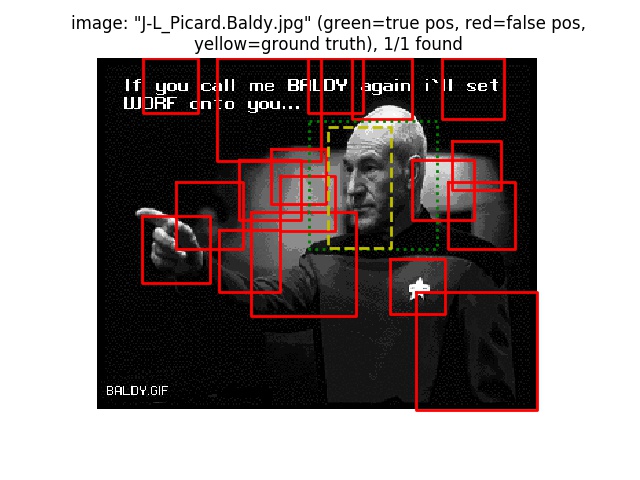 image: "J-L_Picard.Baldy.jpg" (green=true pos, red=false pos,
yellow=ground truth), 1/1 found
If you call me BALDY again i`ll set
WORF onto you...
BALDY.GIF